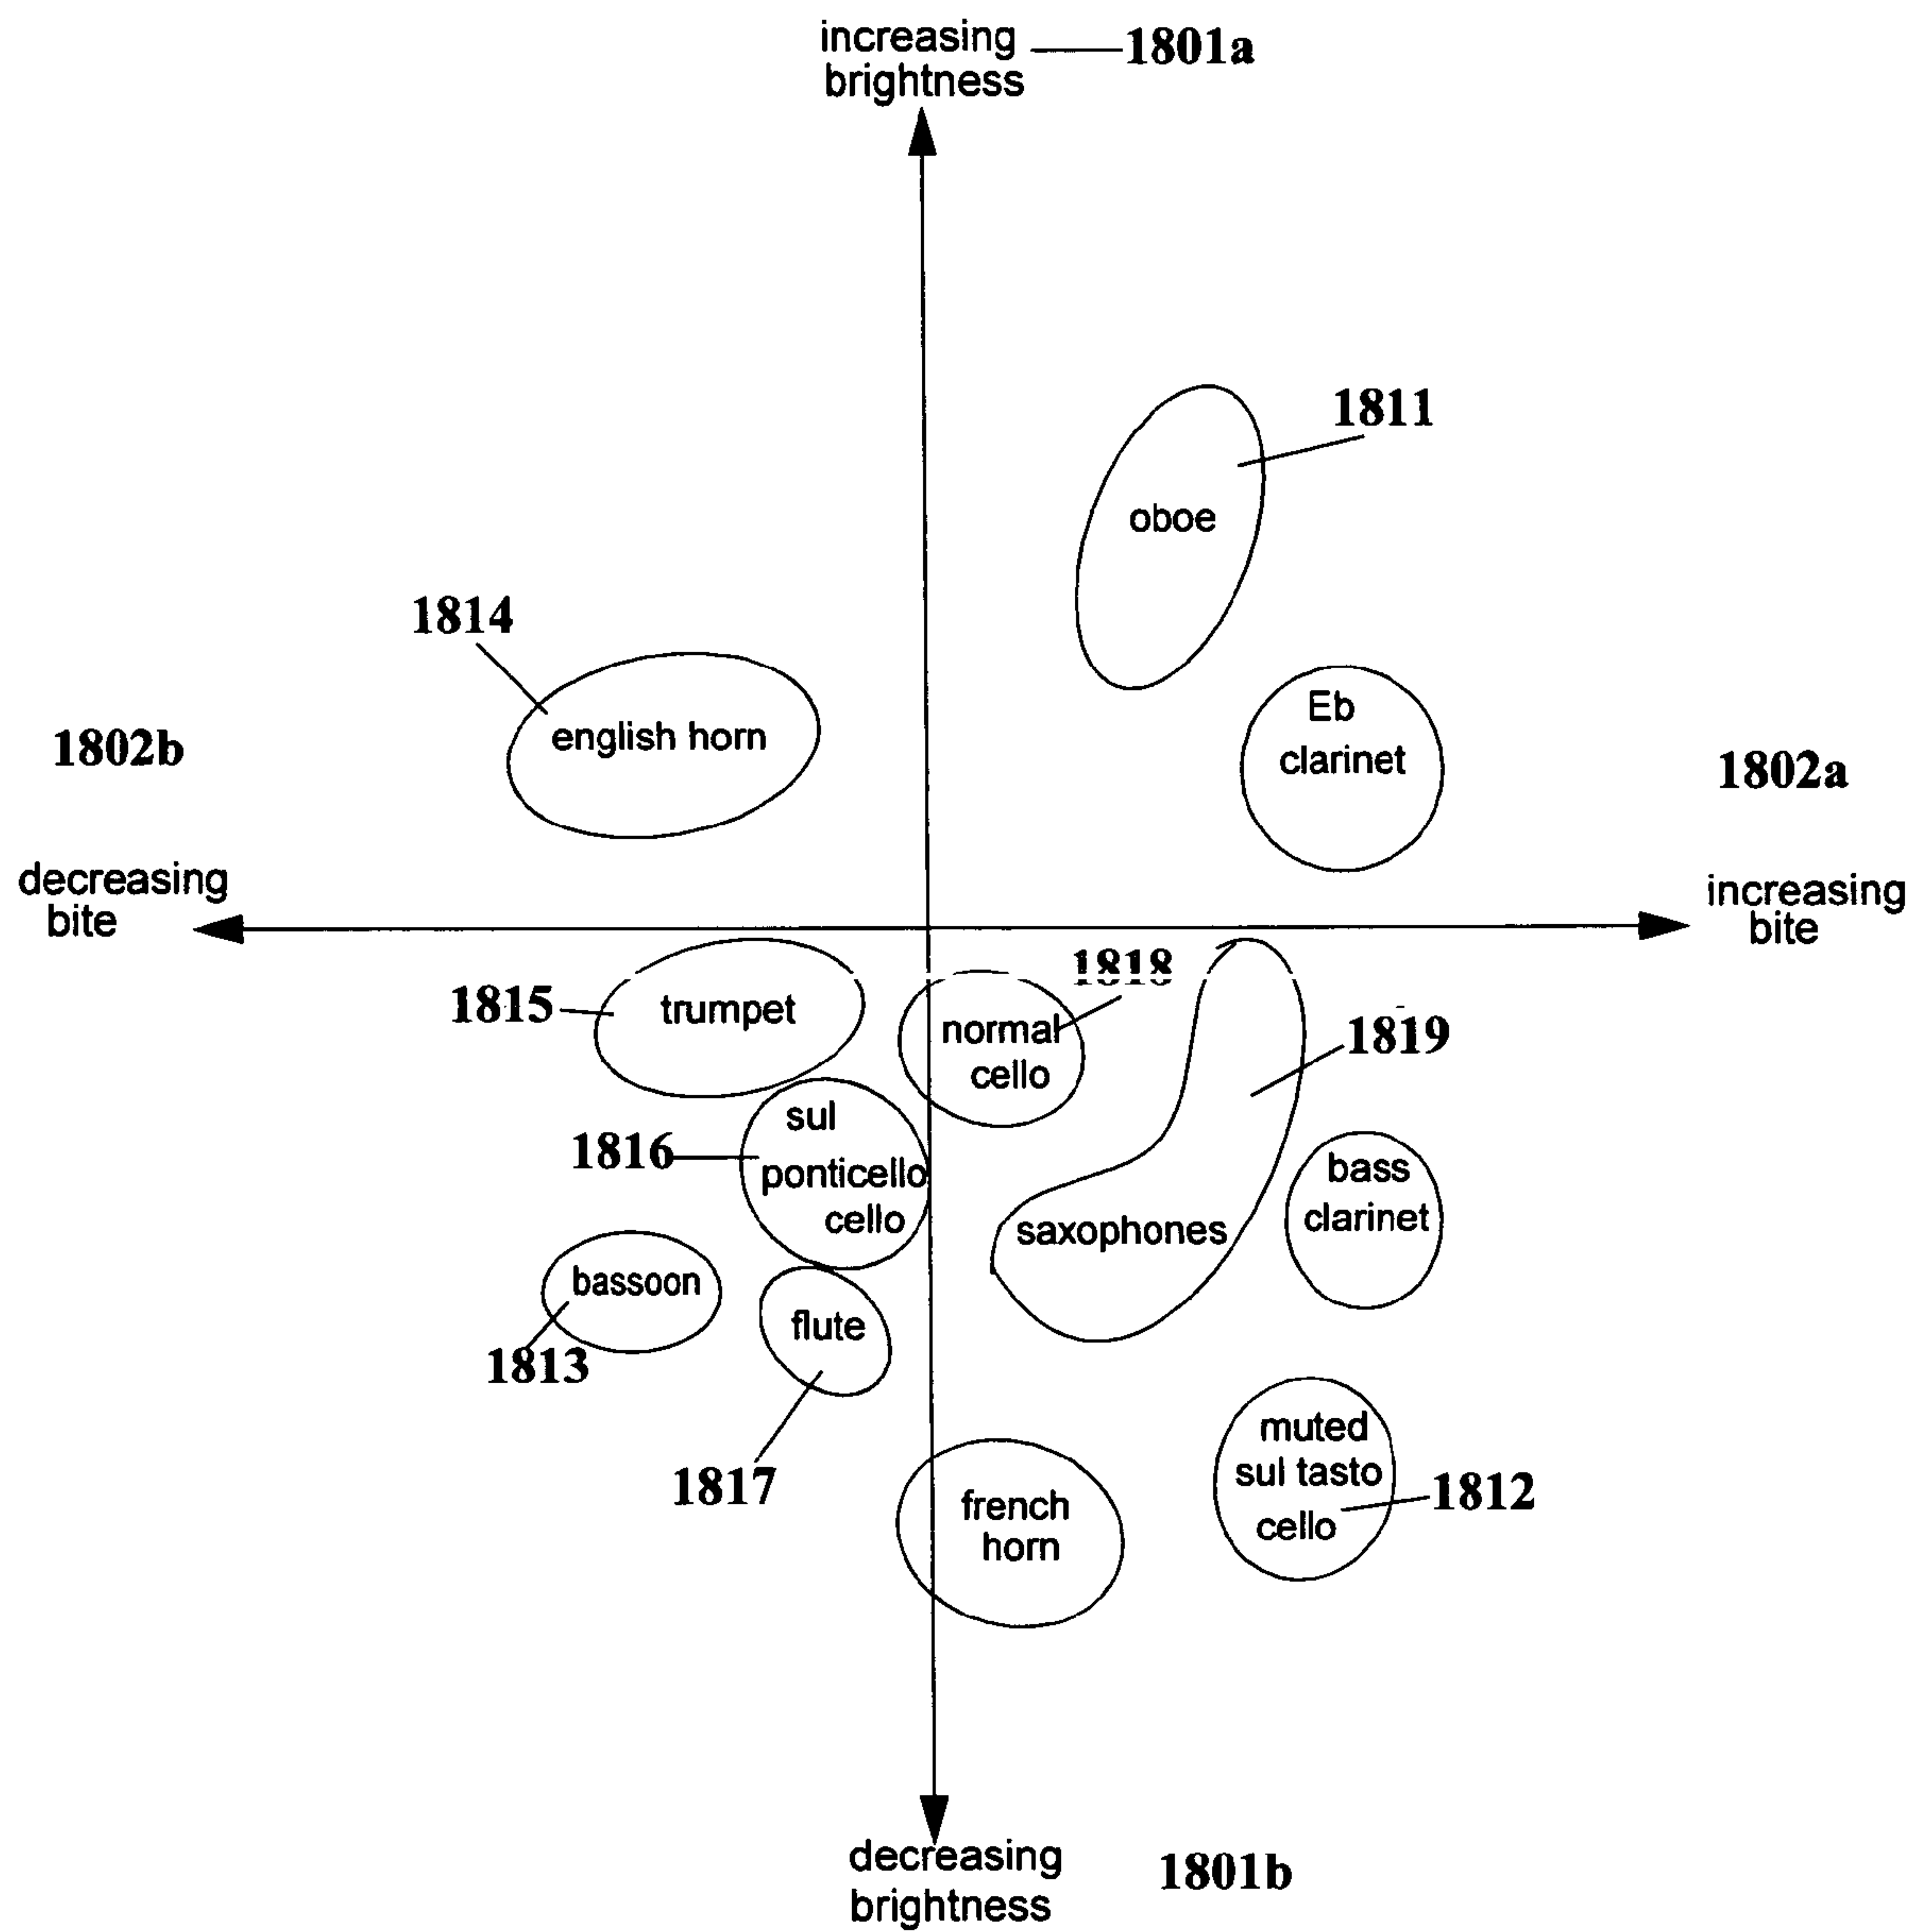 increasing
brightness
1801a
1811
oboe
1814
english horn
Eb
clarinet
1802b
1802a
decreasing
bite
increasing
bite
1818
1815
trumpet
normal
cello
1819
sul
ponticello
cello
1816
saxophones
bass
clarinet
bassoon
1813
flute
1817
muted
sul tasto
cello
1812
french
horn
decreasing
brightness
1801b